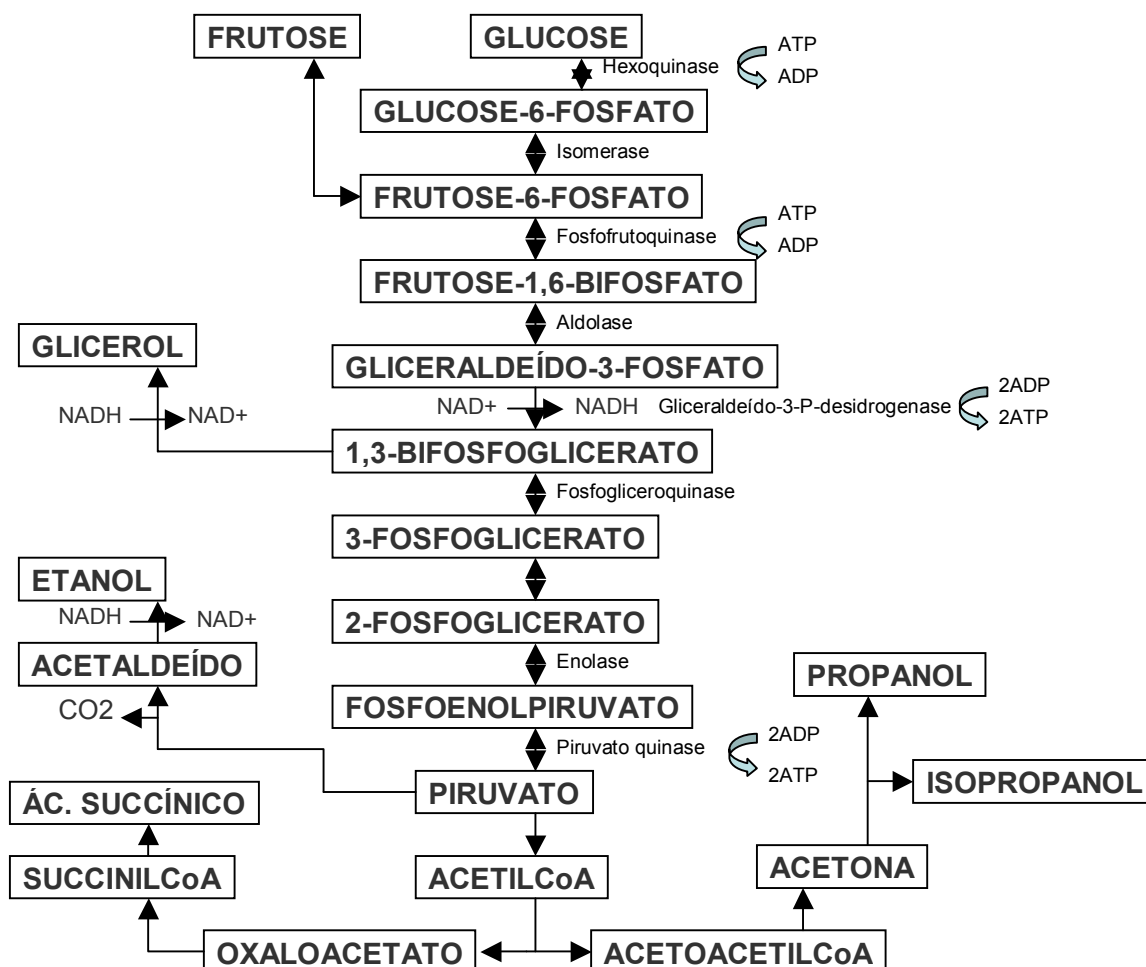 FRUTOSE
GLUCOSE
Hexoquinase
ATP
ADP
GLUCOSE-6-FOSFATO
Isomerase
FRUTOSE-6-FOSFATO
Fosfofrutoquinase
ATP
ADP
FRUTOSE-1,6-BIFOSFATO
Aldolase
GLICEROL
GLICERALDEÍDO-3-FOSFATO
NADH
NAD+
NAD+
NADH
Gliceraldeído-3-P-desidrogenase
2ADP
2ATP
1,3-BIFOSFOGLICERATO
Fosfogliceroquinase
3-FOSFOGLICERATO
ETANOL
NADH
NAD+
2-FOSFOGLICERATO
ACETALDEÍDO
Enolase
PROPANOL
CO2
FOSFOENOLPIRUVATO
Piruvato quinase
2ADP
2ATP
ISOPROPANOL
PIRUVATO
ÁC. SUCCÍNICO
SUCCINILCoA
ACETILCoA
ACETONA
OXALOACETATO
ACETOACETILCoA